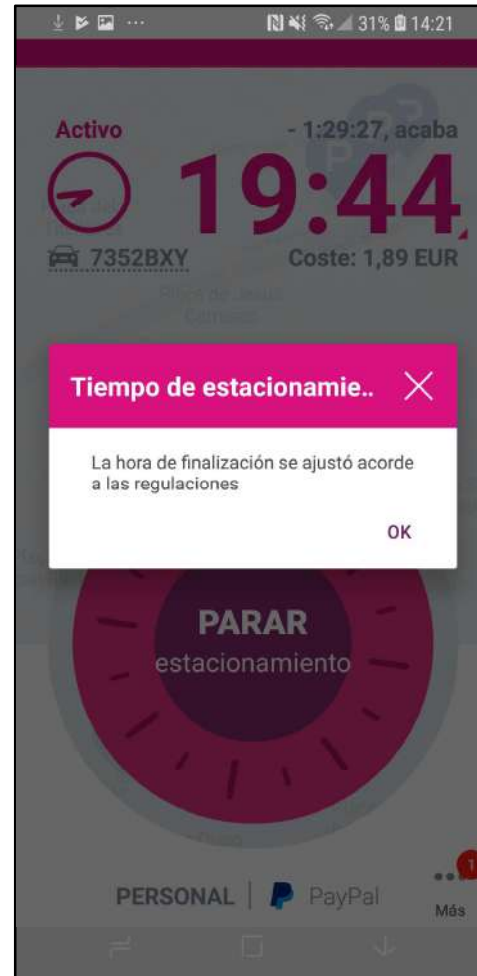 31% 14:21
Activo
- 1:29:27, acaba
19:44
7352BXY
Coste: 1,89 EUR
Tiempo de estacionamie..
La hora de finalización se ajustó acorde
a las regulaciones
OK
PARAR
estacionamiento
PERSONAL | PayPal
1
Más